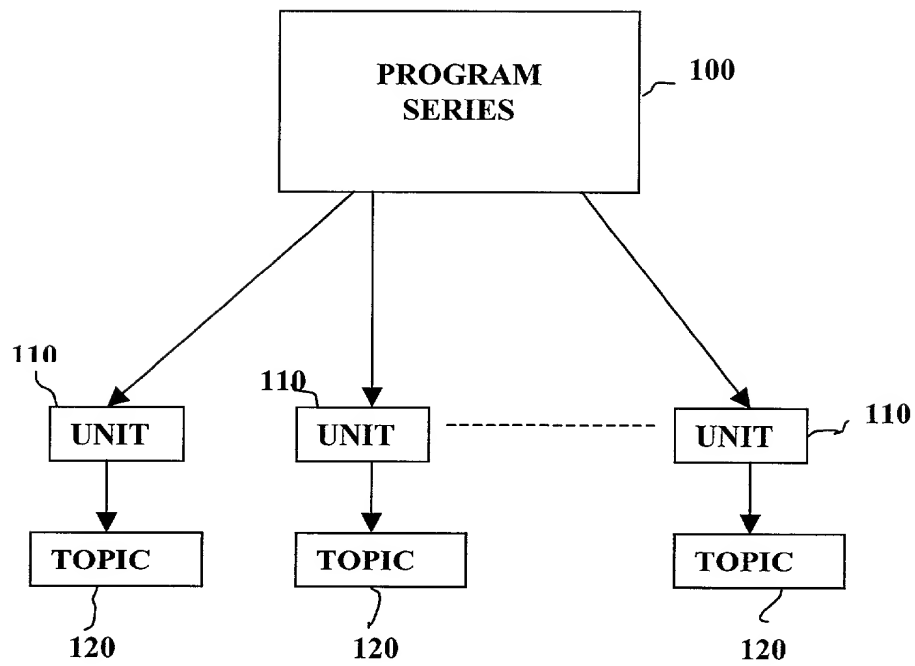 PROGRAM
SERIES
100
110
110
UNIT
UNIT
UNIT
110
TOPIC
TOPIC
TOPIC
120
120
120